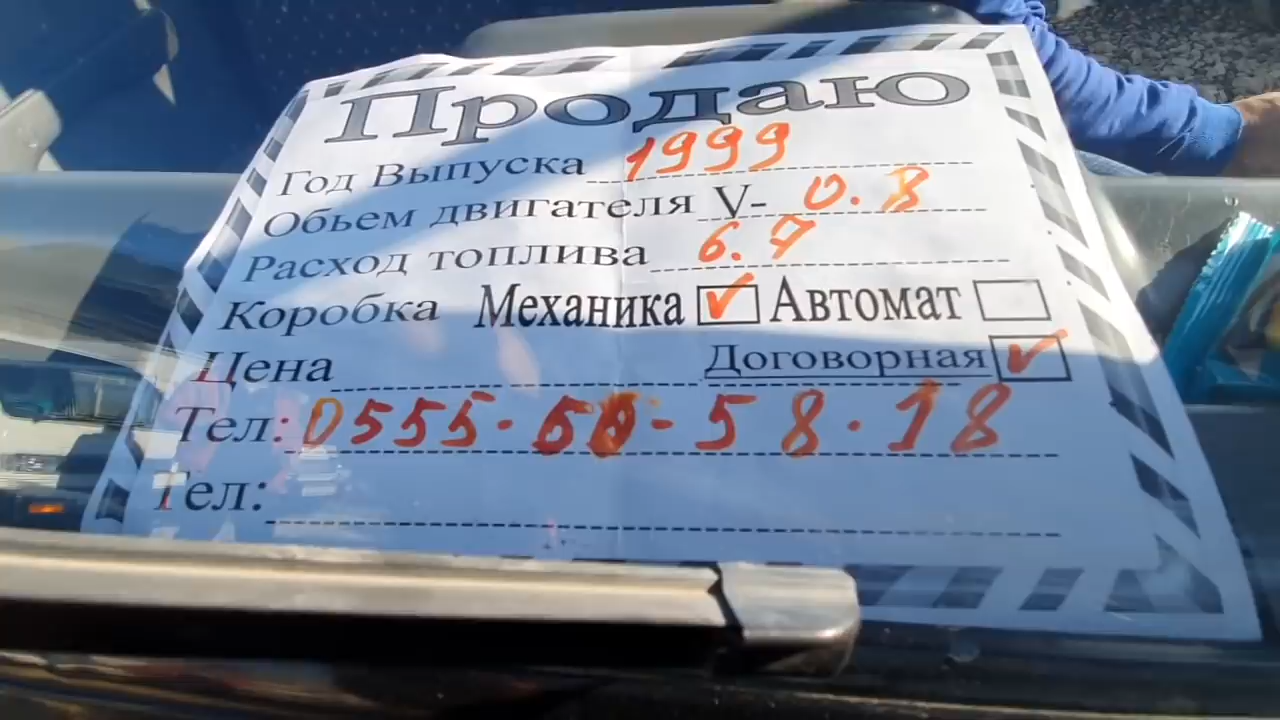 Продаю
Год Выпуска 1999
Обьем двигателя V- 0.8
Расход топлива 6.7
Коробка Механика ✓ Автомат
Цена Договорная ✓
Тел: 0555. - 58.18
Тел: